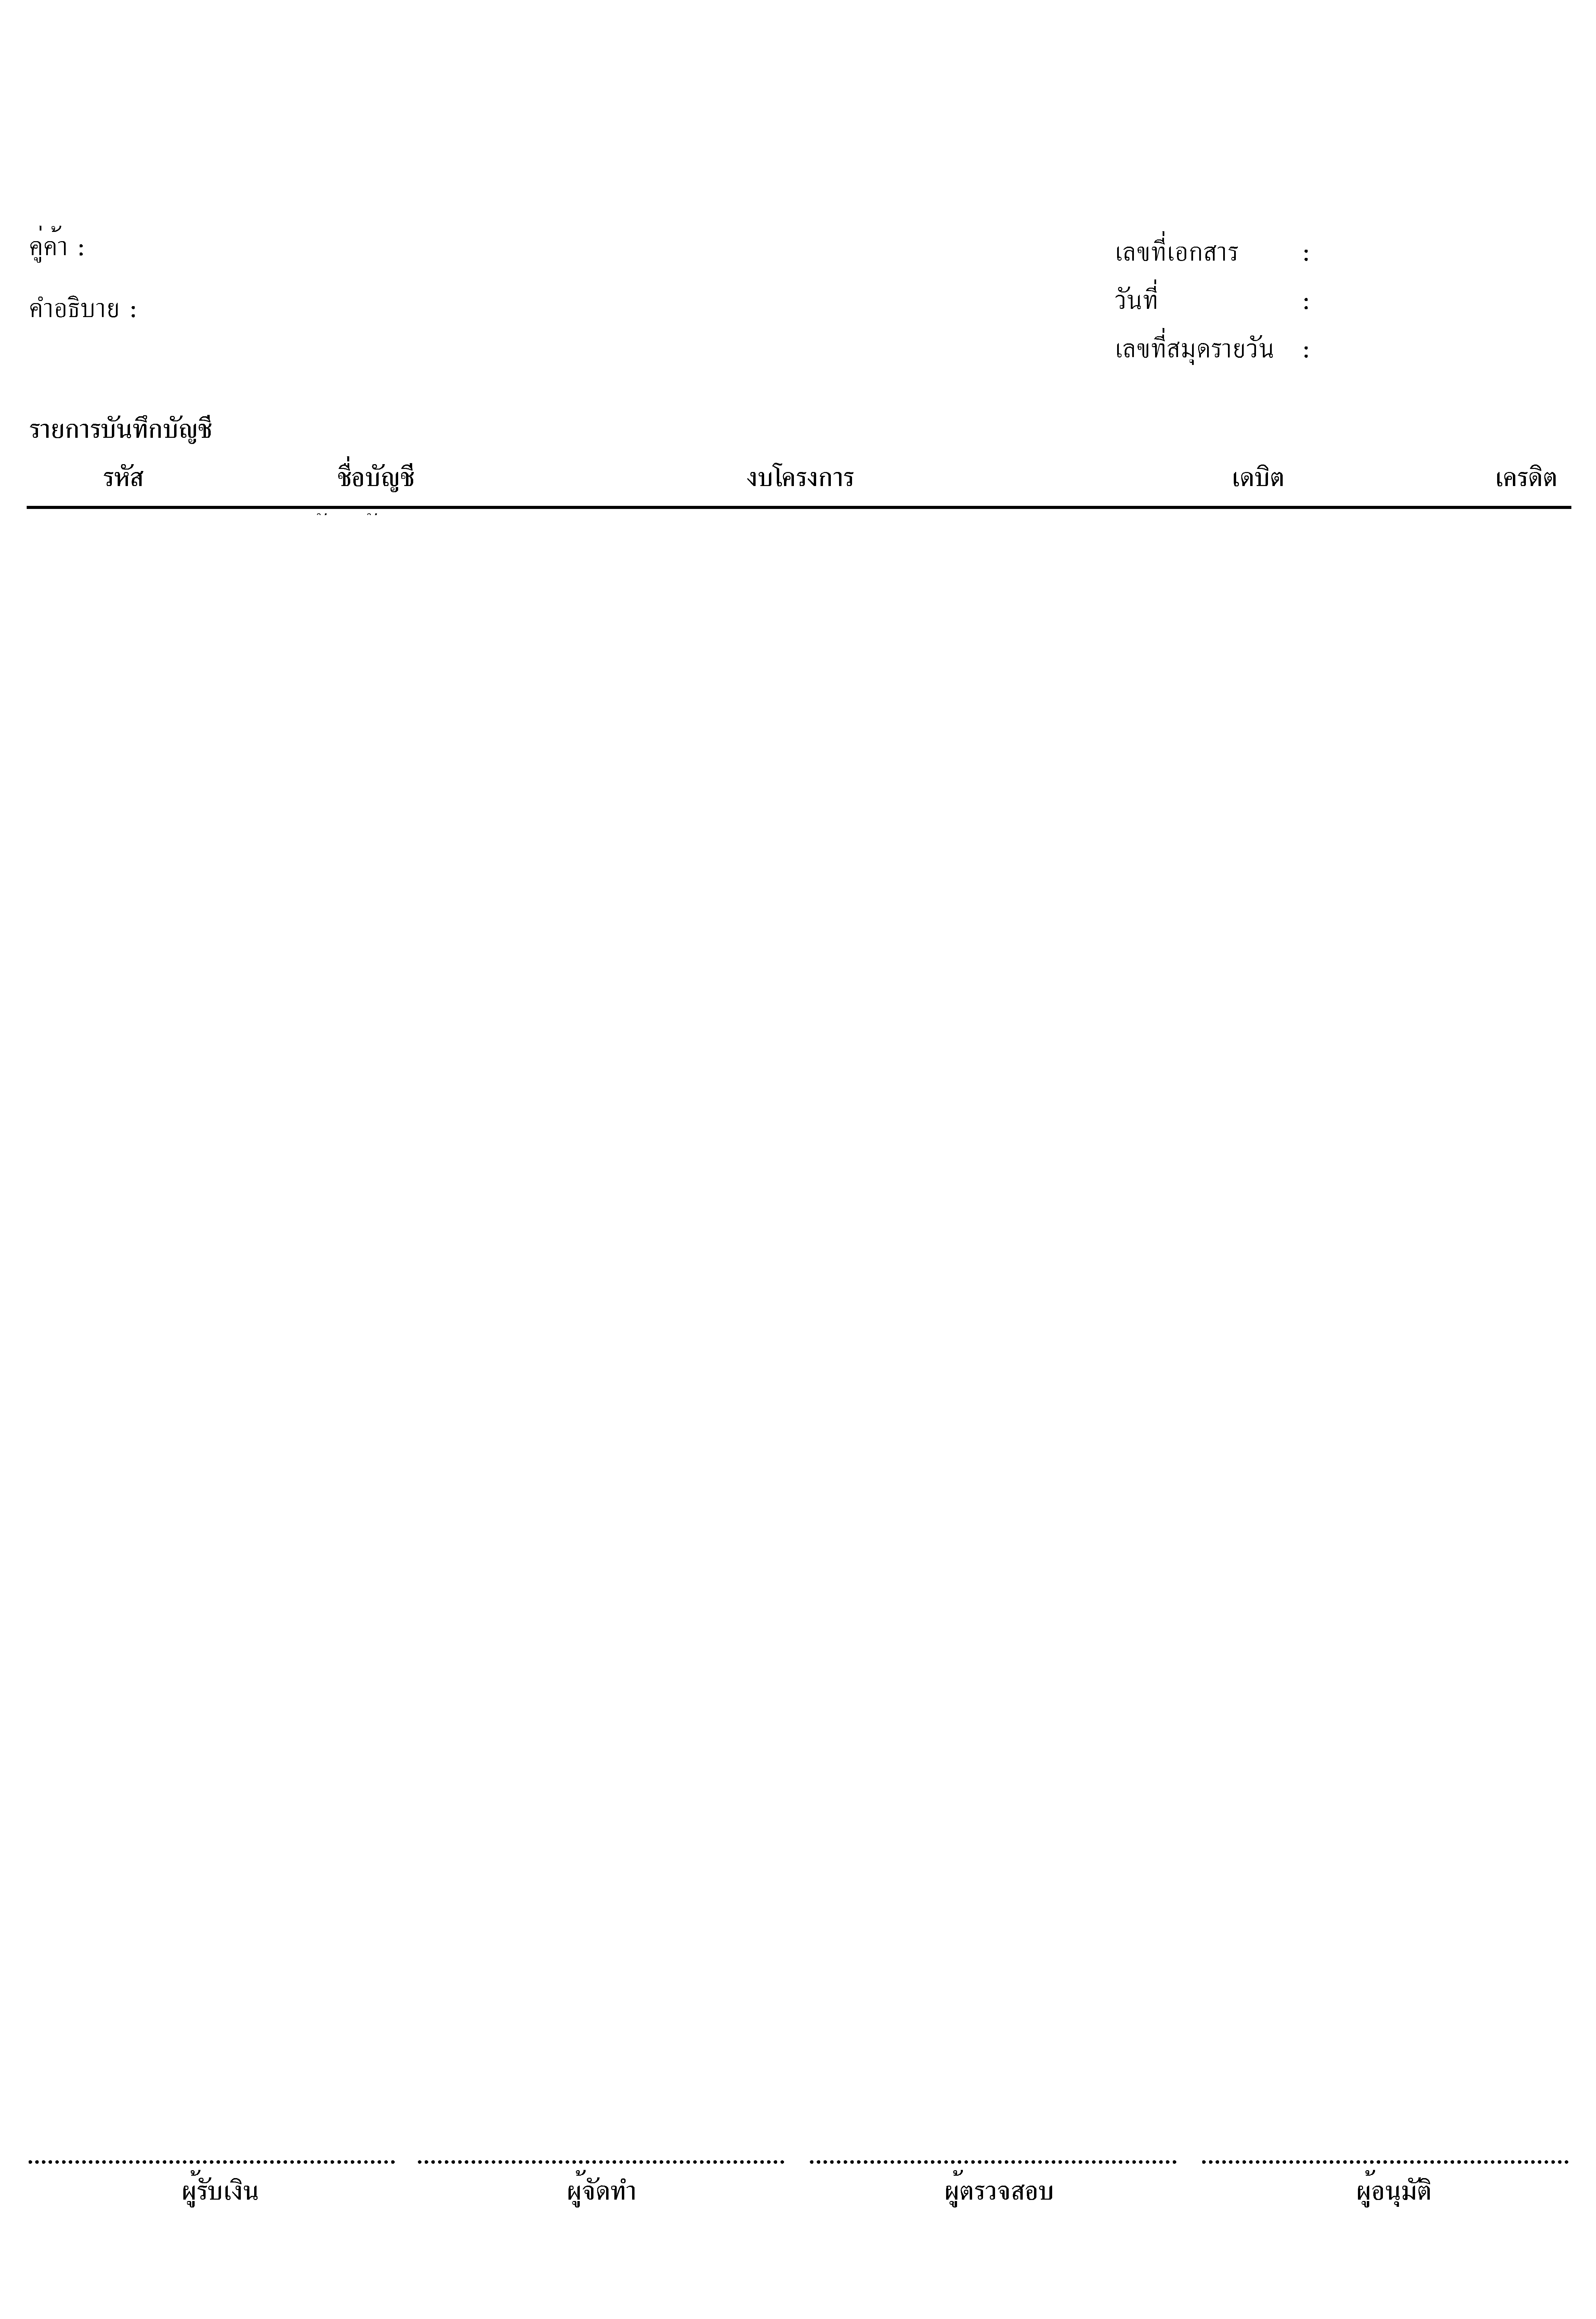 คู่ค้า :
เลขที่เอกสาร :
คำอธิบาย :
วันที่ :
เลขที่สมุดรายวัน :
รายการบันทึกบัญชี
รหัส ชื่อบัญชี งบโครงการ เดบิต เครดิต
ผู้รับเงิน ผู้จัดทำ ผู้ตรวจสอบ ผู้อนุมัติ